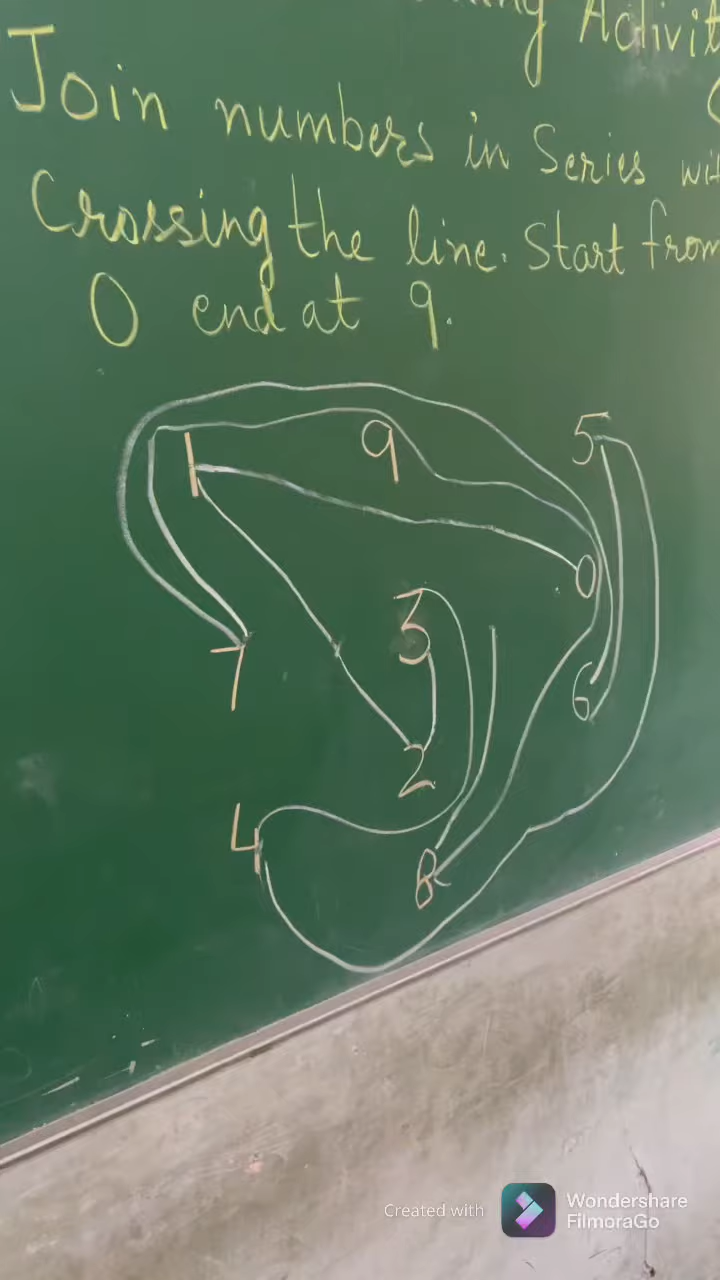 Activit
Join numbers in Series
Crossing the line. Start from
0 end at 9.
1
9
5
0
3
7
6
2
4
8
Created with Wondershare
FilmoraGo